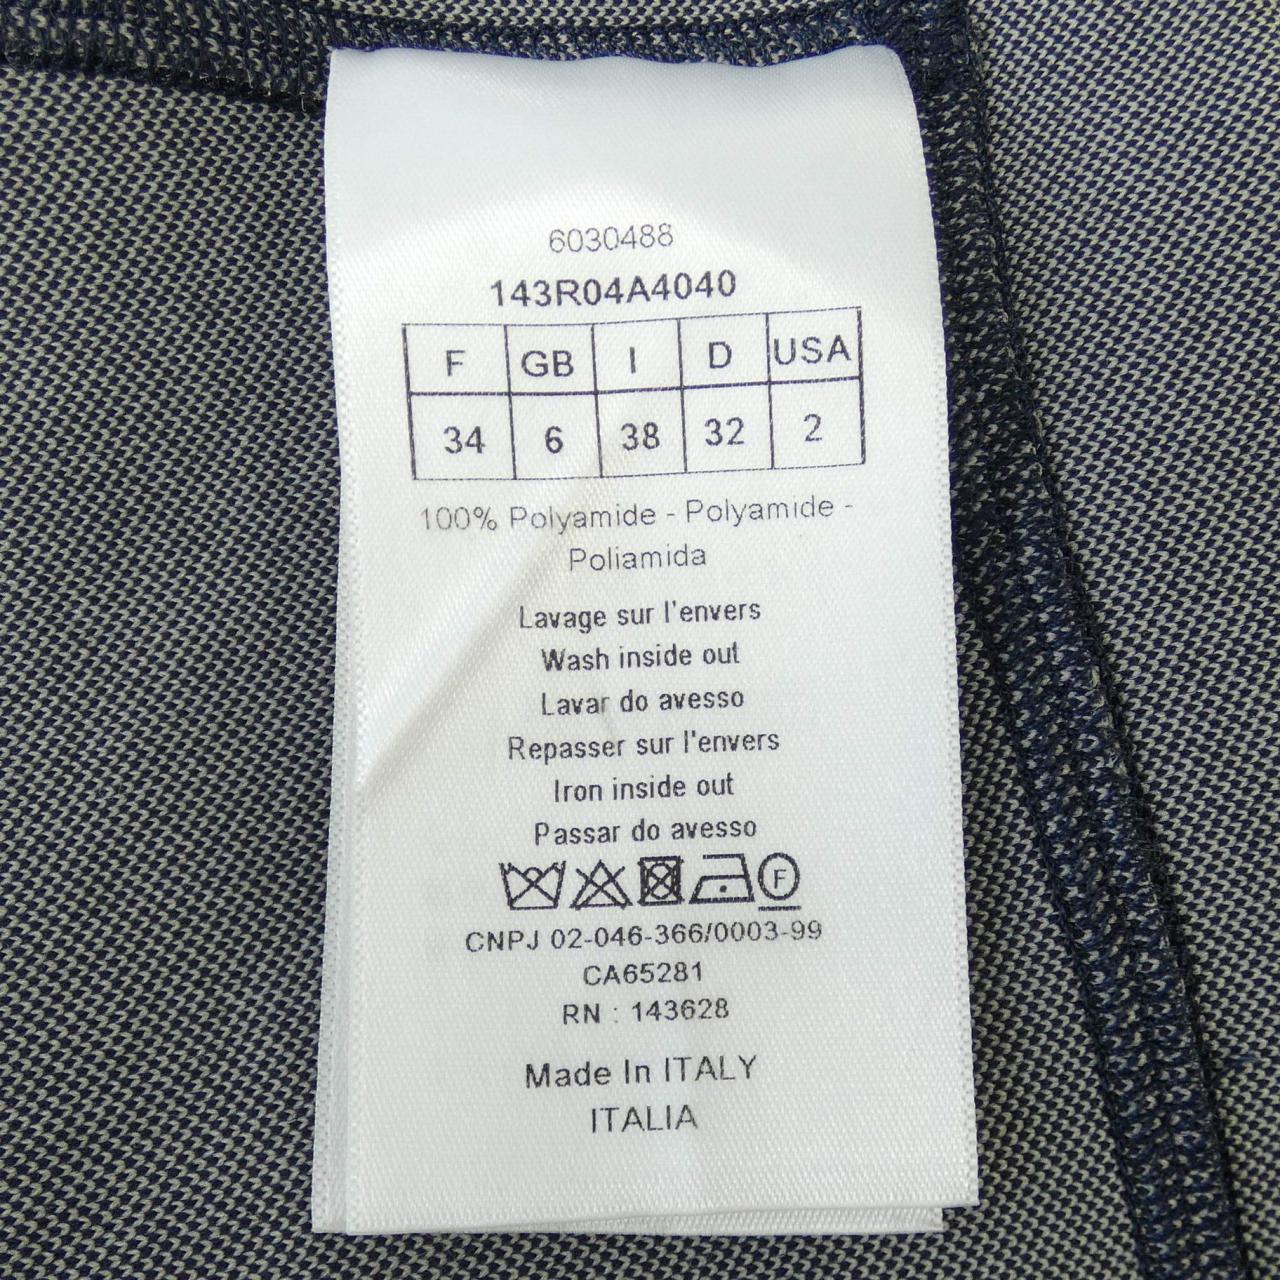 6030488
143R04A4040
F GB I D USA
34 6 38 32 2
100% Polyamide - Polyamide -
Poliamida
Lavage sur l'envers
Wash inside out
Lavar do avesso
Repasser sur l'envers
Iron inside out
Passar do avesso
F
CNPJ 02-046-366/0003-99
CA65281
RN : 143628
Made In ITALY
ITALIA